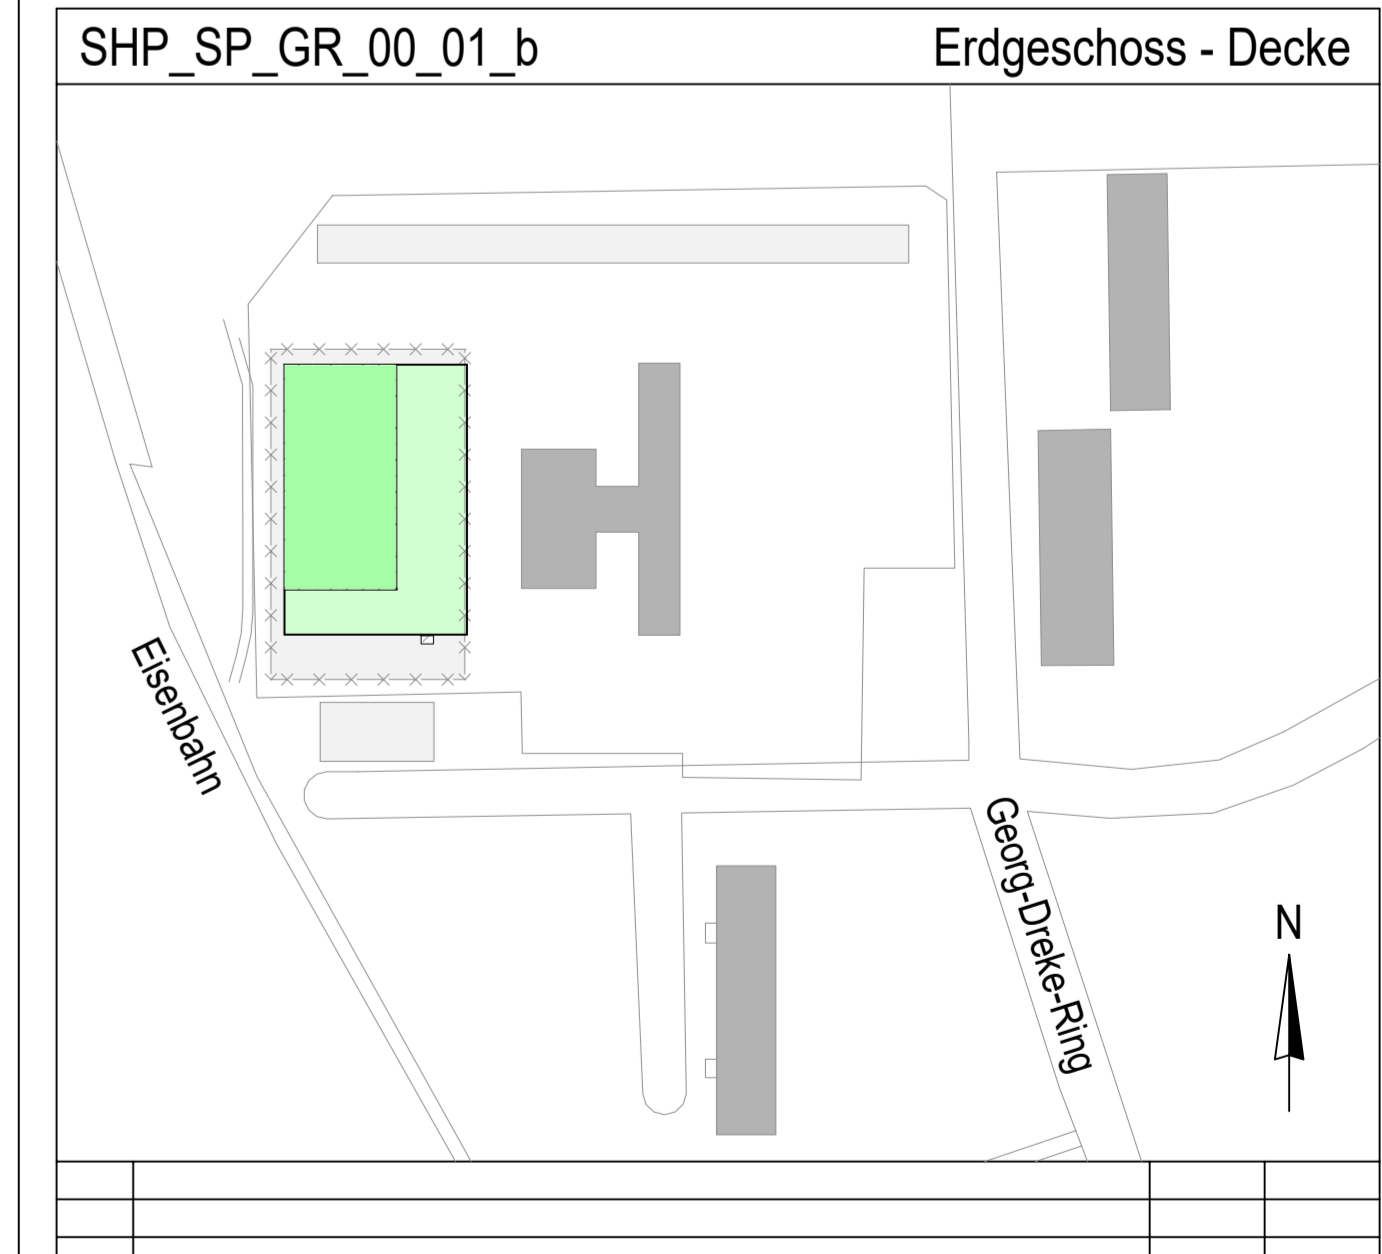 SHP_SP_GR_00_01_b
Erdgeschoss - Decke
Eisenbahn
Georg-Dreke-Ring
N